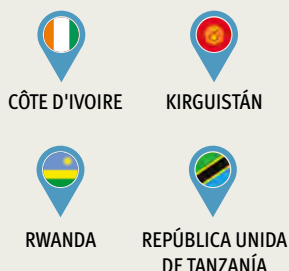 CÔTE D'IVOIRE
KIRGUISTÁN
RWANDA
REPÚBLICA UNIDA
DE TANZANÍA